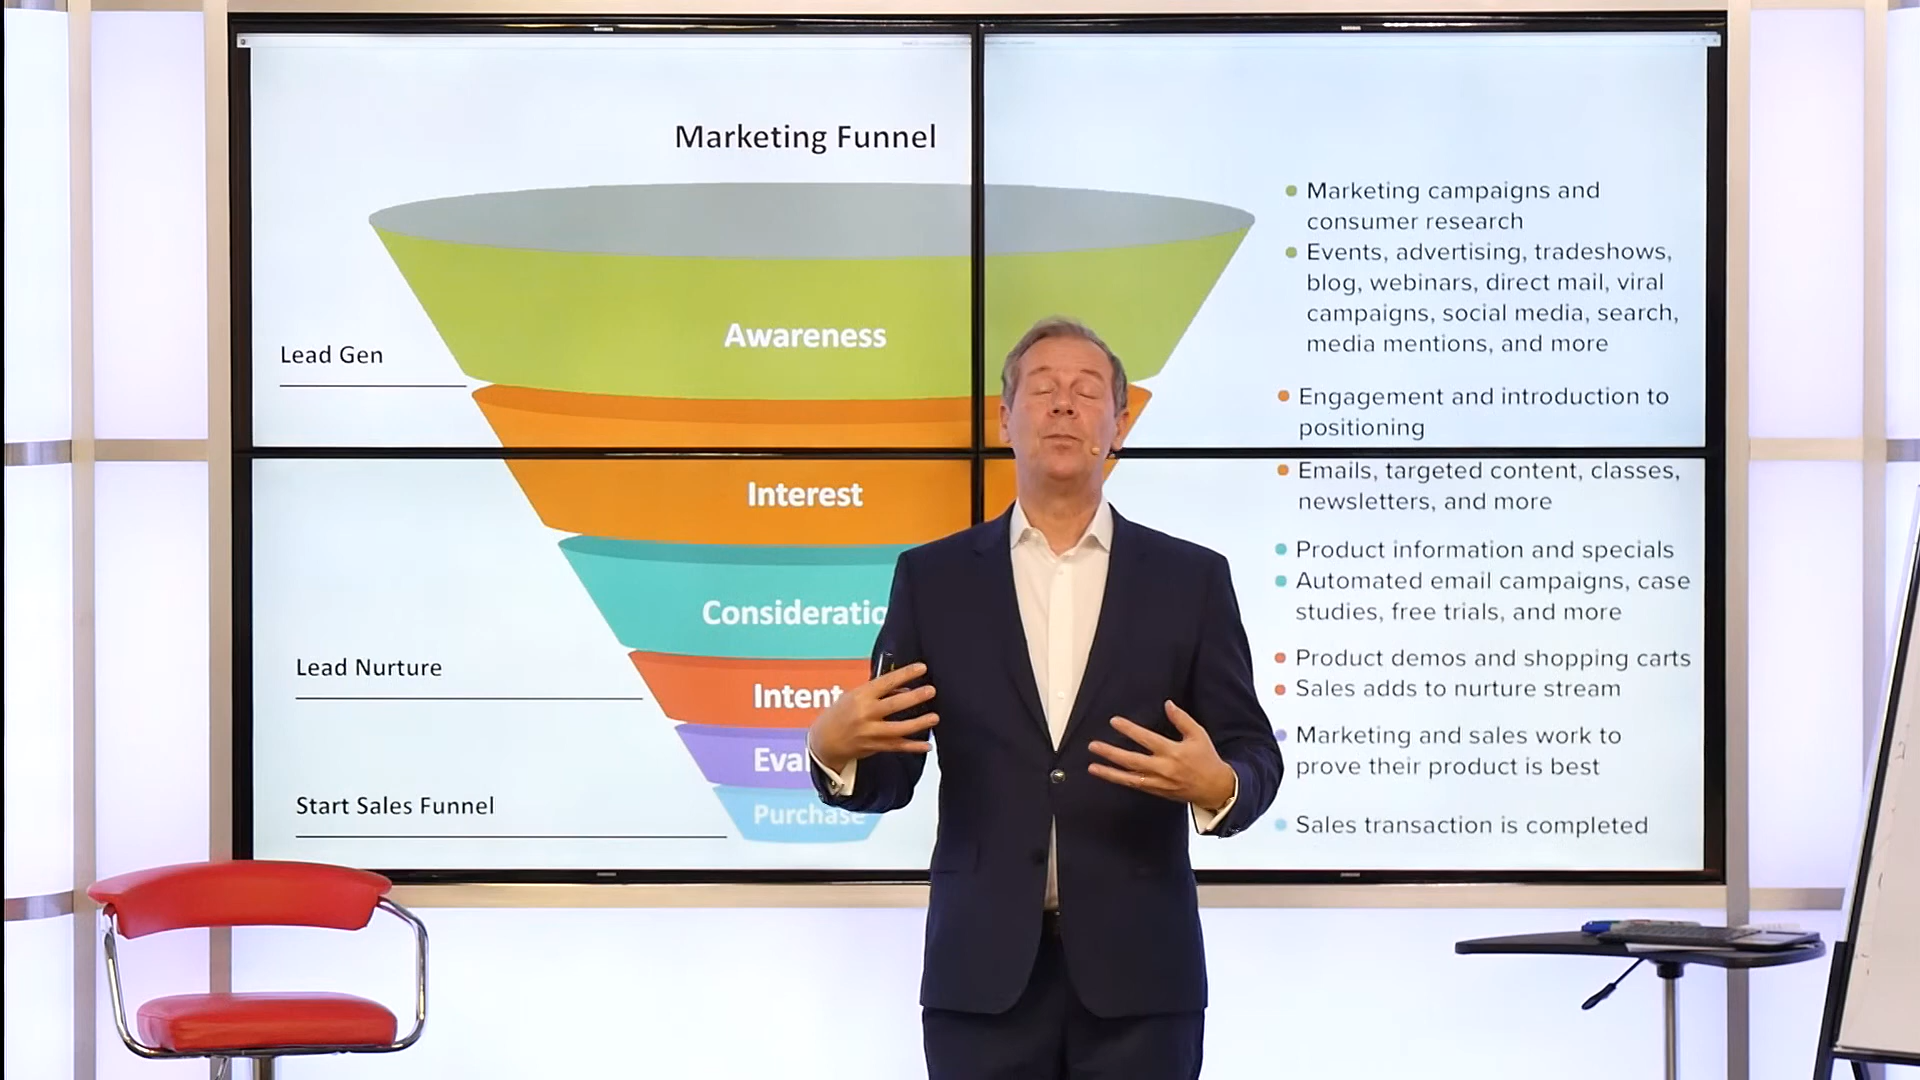 Marketing Funnel
Awareness
Interest
Consideratio
Intent
Eval
Purchase
Lead Gen
Lead Nurture
Start Sales Funnel
Marketing campaigns and
consumer research
Events, advertising, tradeshows,
blog, webinars, direct mail, viral
campaigns, social media, search,
media mentions, and more
Engagement and introduction to
positioning
Emails, targeted content, classes,
newsletters, and more
Product information and specials
Automated email campaigns, case
studies, free trials, and more
Product demos and shopping carts
Sales adds to nurture stream
Marketing and sales work to
prove their product is best
Sales transaction is completed